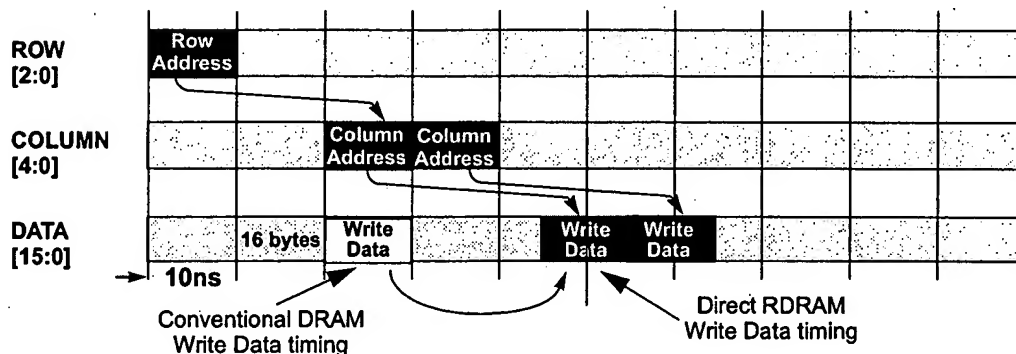 ROW
[2:0]
Row
Address
COLUMN
[4:0]
Column Column
Address Address
DATA
[15:0]
16 bytes
Write
Data
Write Write
Data Data
10ns
Conventional DRAM
Write Data timing
Direct RDRAM
Write Data timing